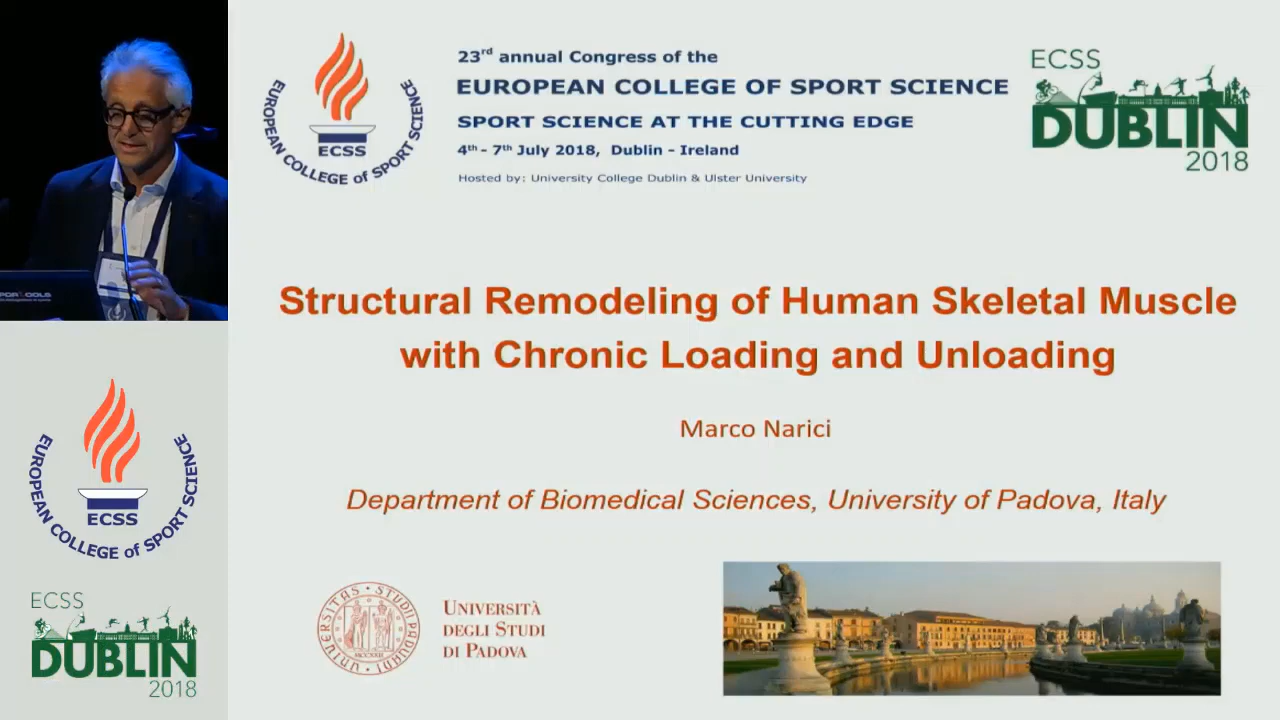 23rd annual Congress of the
EUROPEAN COLLEGE OF SPORT SCIENCE
SPORT SCIENCE AT THE CUTTING EDGE
4th - 7th July 2018, Dublin - Ireland
Hosted by: University College Dublin & Ulster University
EUROPEAN COLLEGE of SPORT SCIENCE
ECSS
ECSS
DUBLIN
2018
Structural Remodeling of Human Skeletal Muscle
with Chronic Loading and Unloading
Marco Narici
Department of Biomedical Sciences, University of Padova, Italy
UNIVERSITÀ
DEGLI STUDI
DI PADOVA
EUROPEAN COLLEGE of SPORT SCIENCE
ECSS
ECSS
DUBLIN
2018